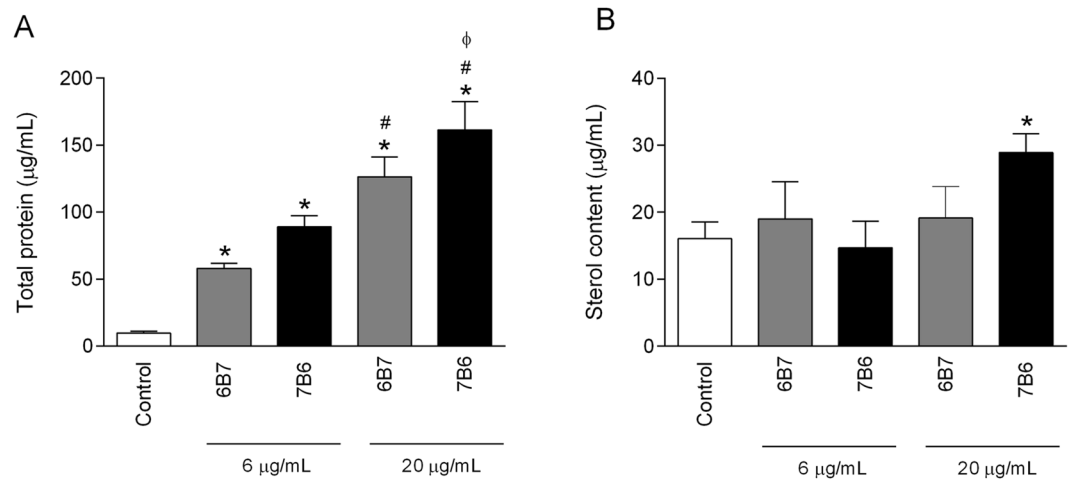 A
Total protein (μg/mL)
200
150
100
50
0
*
*
#
*
ϕ
#
*
Control
6B7
7B6
6B7
7B6
6 μg/mL
20 μg/mL
B
Sterol content (μg/mL)
40
30
20
10
0
*
Control
6B7
7B6
6B7
7B6
6 μg/mL
20 μg/mL